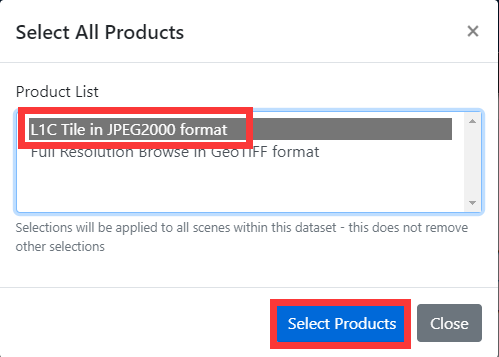 Select All Products ×
Product List
L1C Tile in JPEG2000 format
Full Resolution Browse in GeoTIFF format
Selections will be applied to all scenes within this dataset - this does not remove
other selections
Select Products Close